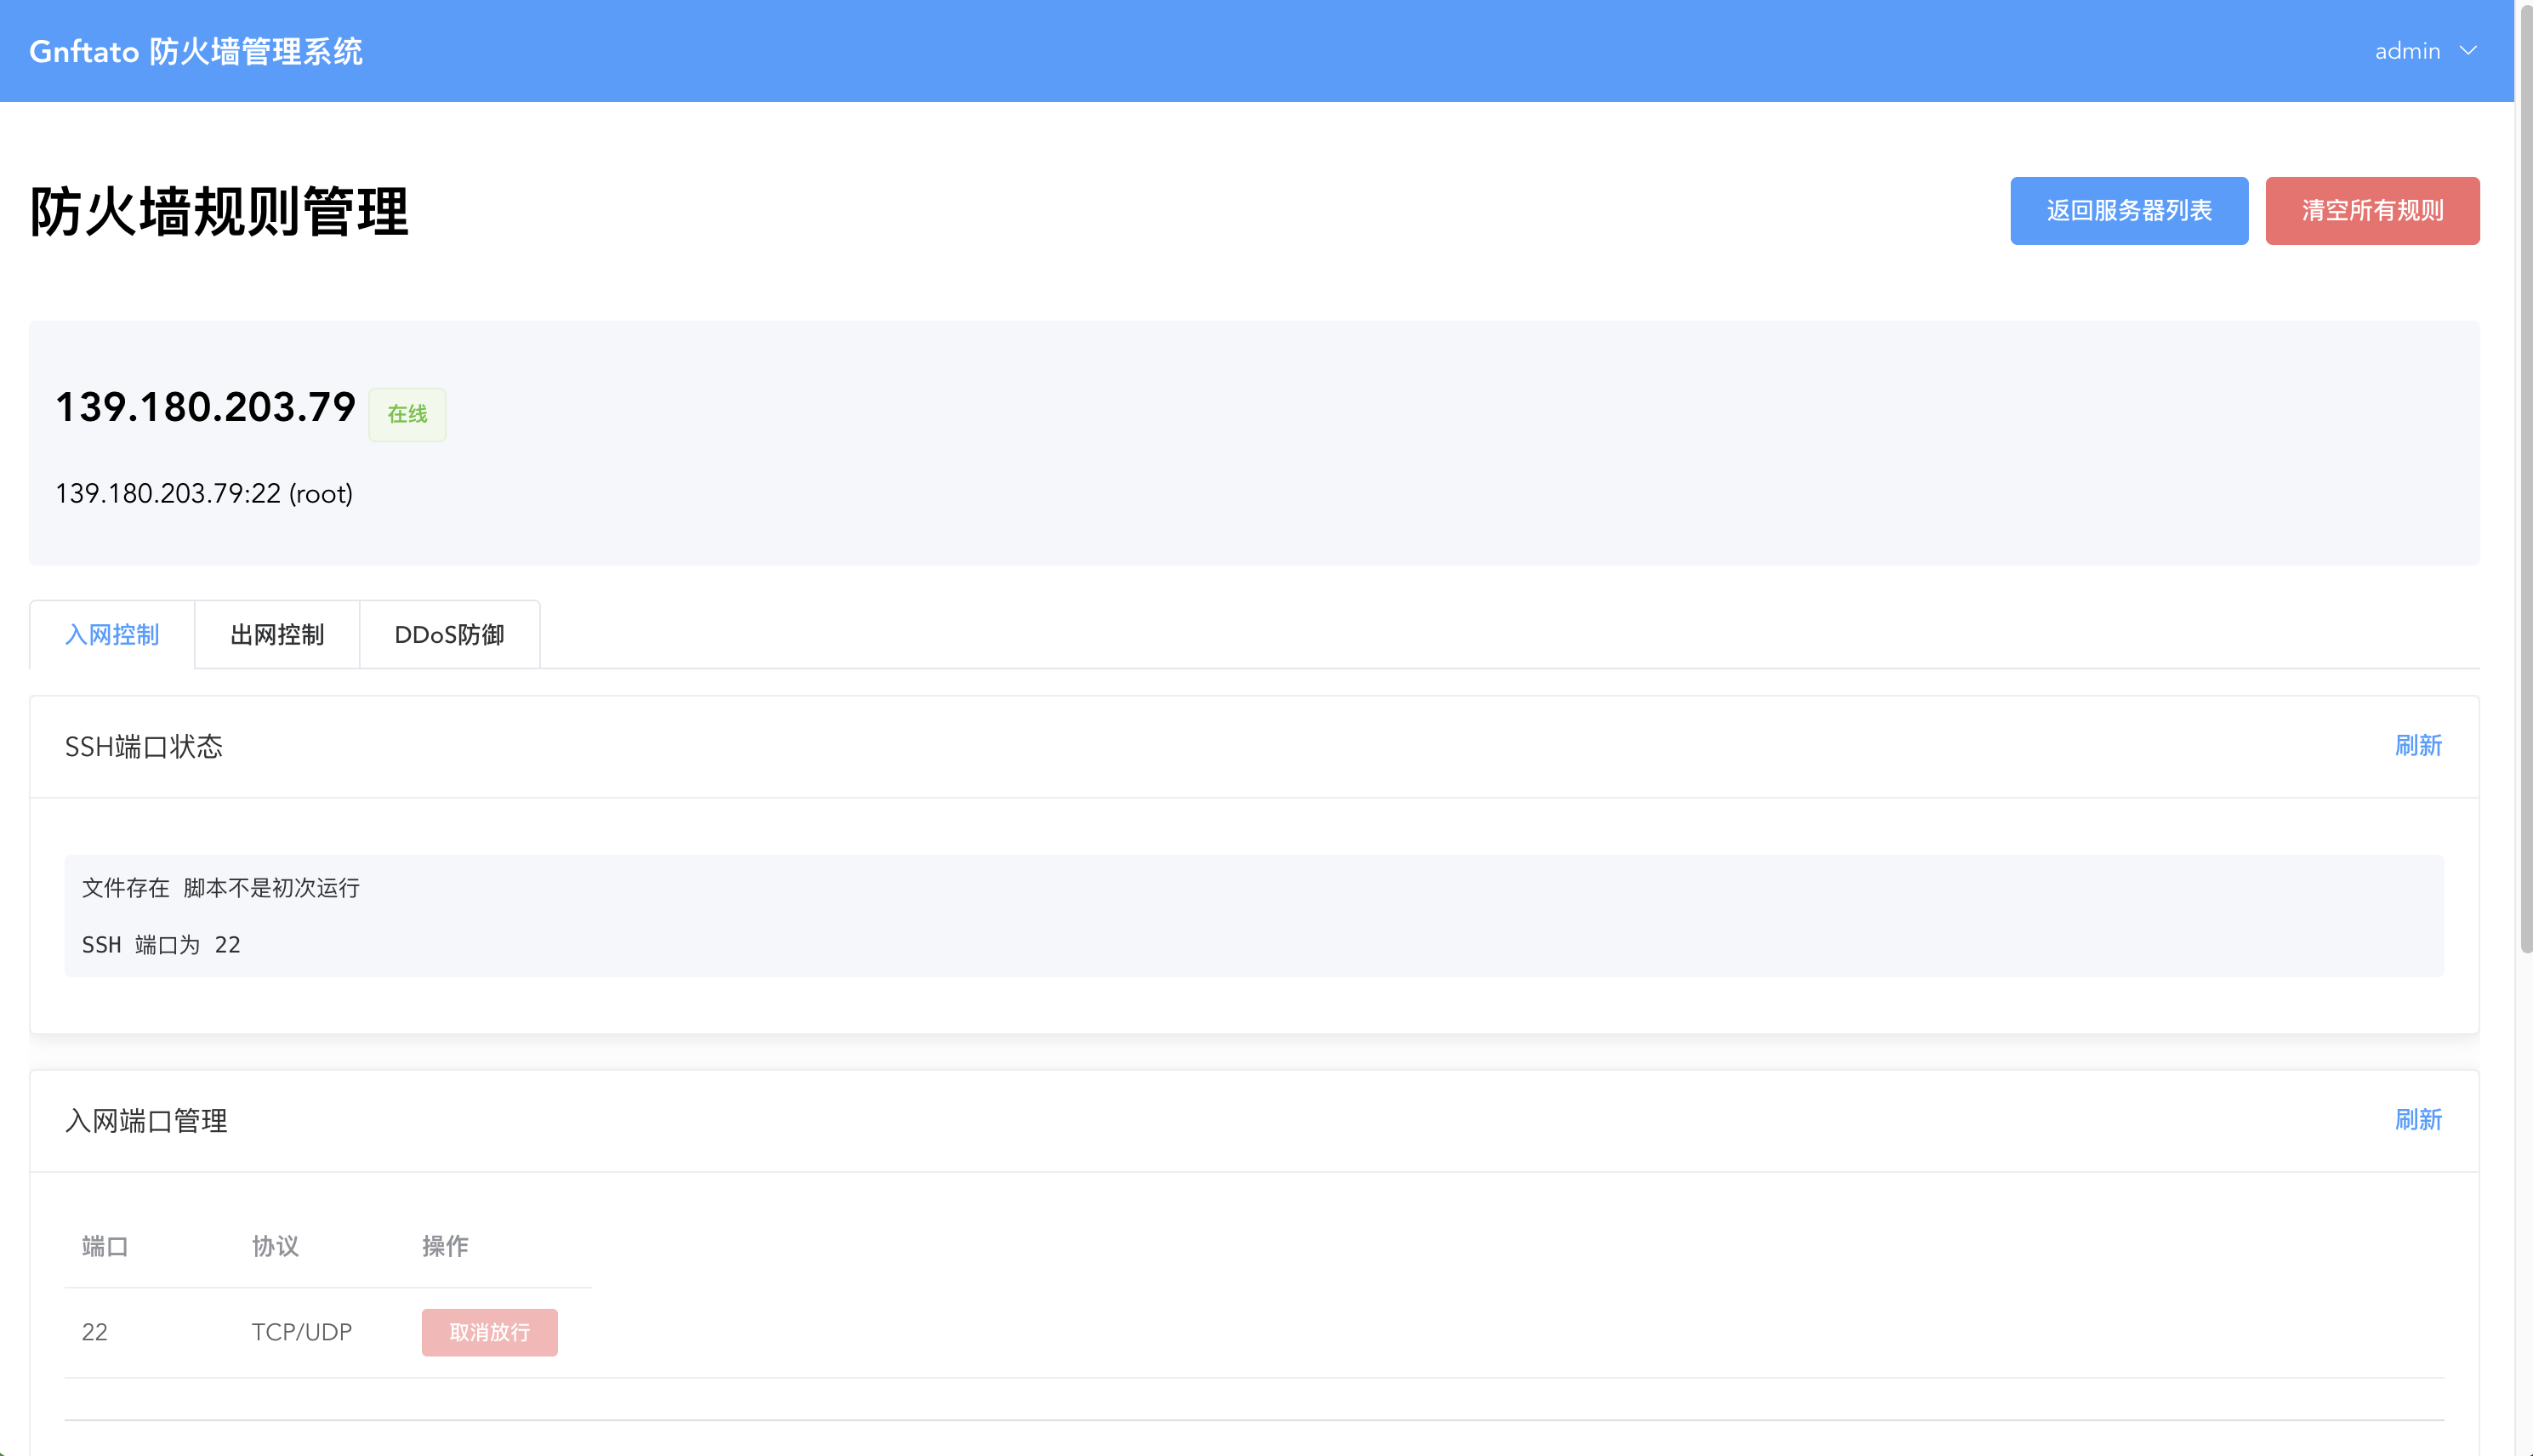 Gnftato 防火墙管理系统
admin
防火墙规则管理
返回服务器列表
清空所有规则
139.180.203.79 在线
139.180.203.79:22 (root)
入网控制
出网控制
DDoS防御
SSH端口状态
刷新
文件存在 脚本不是初次运行
SSH 端口为 22
入网端口管理
刷新
端口 协议 操作
22 TCP/UDP 取消放行